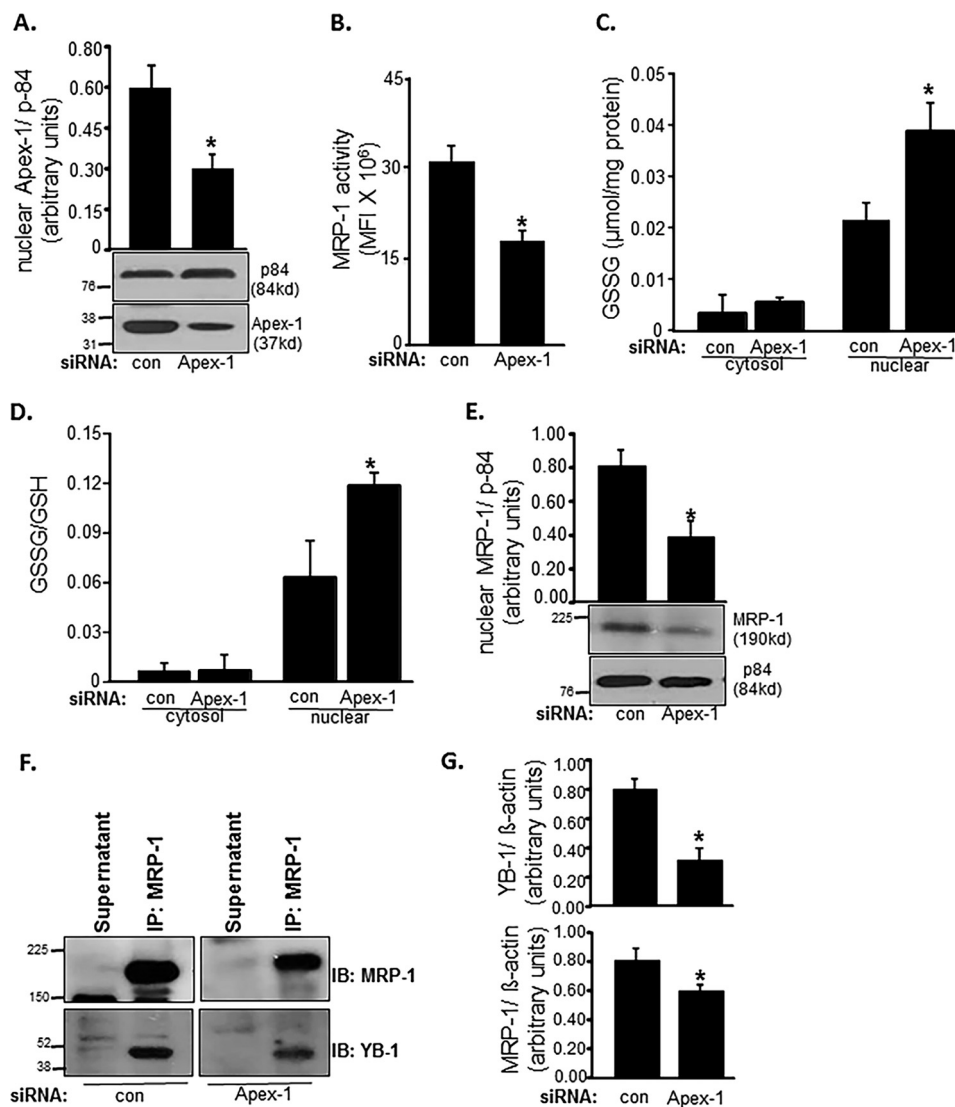 A.
nuclear Apex-1/ p-84
(arbitrary units)
0.80
0.60
0.45
0.30
0.15
0
*
p84
(84kd)
76
38
31
Apex-1
(37kd)
siRNA: con Apex-1
B.
MRP-1 activity
(MFI X 10⁶)
45
30
15
0
*
con Apex-1
C.
GSSG (µmol/mg protein)
0.05
0.04
0.03
0.02
0.01
0
*
con Apex-1 con Apex-1
cytosol nuclear
D.
GSSG/GSH
0.15
0.12
0.09
0.06
0.03
0
*
siRNA: con Apex-1 con Apex-1
cytosol nuclear
E.
nuclear MRP-1/ p-84
(arbitrary units)
1.00
0.80
0.60
0.40
0.20
0.00
*
225
MRP-1
(190kd)
76
p84
(84kd)
siRNA: con Apex-1
F.
Supernatant
IP: MRP-1
Supernatant
IP: MRP-1
225
150
IB: MRP-1
52
38
IB: YB-1
siRNA: con Apex-1
G.
YB-1/ ß-actin
(arbitrary units)
1.00
0.80
0.40
0.20
0.00
*
MRP-1/ ß-actin
(arbitrary units)
1.00
0.80
0.60
0.40
0.20
0.00
*
siRNA: con Apex-1